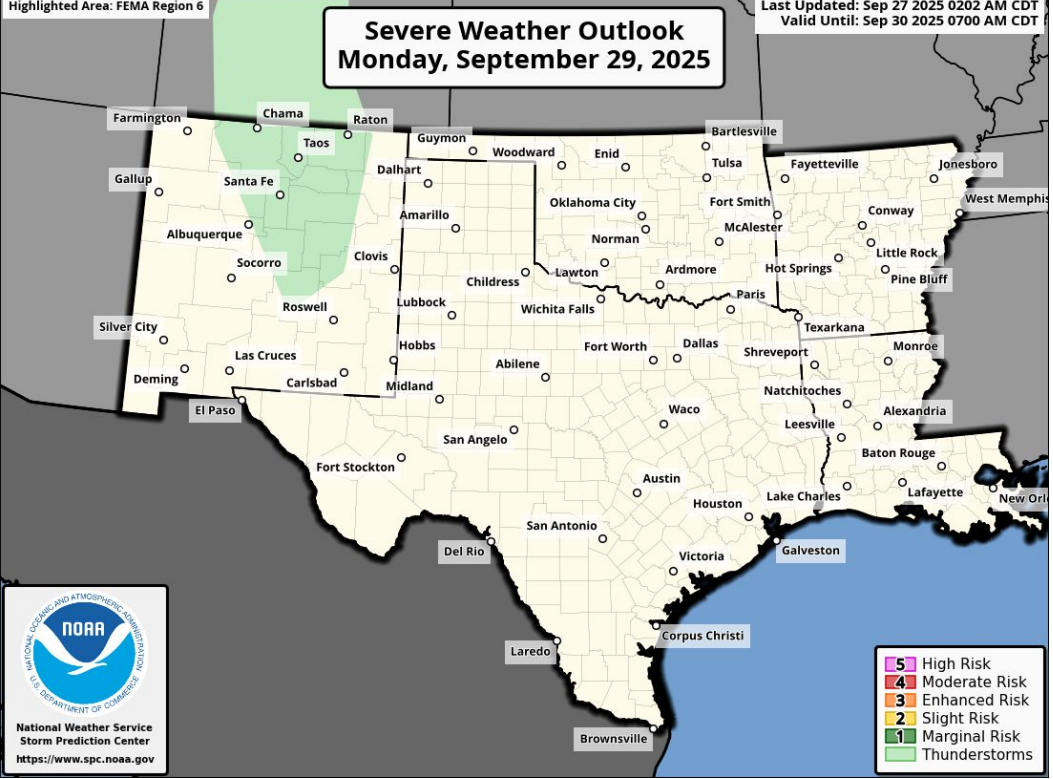 Highlighted Area: FEMA Region 6
Severe Weather Outlook
Monday, September 29, 2025
Last Updated: Sep 27 2025 0202 AM CDT
Valid Until: Sep 30 2025 0700 AM CDT
Farmington
Chama
Raton
Taos
Guymon
Woodward
Enid
Bartlesville
Tulsa
Fayetteville
Jonesboro
Gallup
Santa Fe
Dalhart
Oklahoma City
Fort Smith
Conway
West Memphis
Albuquerque
Amarillo
Norman
McAlester
Little Rock
Socorro
Clovis
Childress
Lawton
Ardmore
Hot Springs
Pine Bluff
Roswell
Lubbock
Wichita Falls
Paris
Texarkana
Silver City
Las Cruces
Hobbs
Abilene
Fort Worth
Dallas
Shreveport
Monroe
Deming
Carlsbad
Midland
Natchitoches
El Paso
Waco
Alexandria
San Angelo
Leesville
Fort Stockton
Baton Rouge
Austin
Houston
Lake Charles
Lafayette
New Orl
San Antonio
Del Rio
Victoria
Galveston
Laredo
Corpus Christi
Brownsville
NATIONAL OCEANIC AND ATMOSPHERIC ADMINISTRATION
NOAA
U.S. DEPARTMENT OF COMMERCE
National Weather Service
Storm Prediction Center
https://www.spc.noaa.gov
5 High Risk
4 Moderate Risk
3 Enhanced Risk
2 Slight Risk
1 Marginal Risk
Thunderstorms